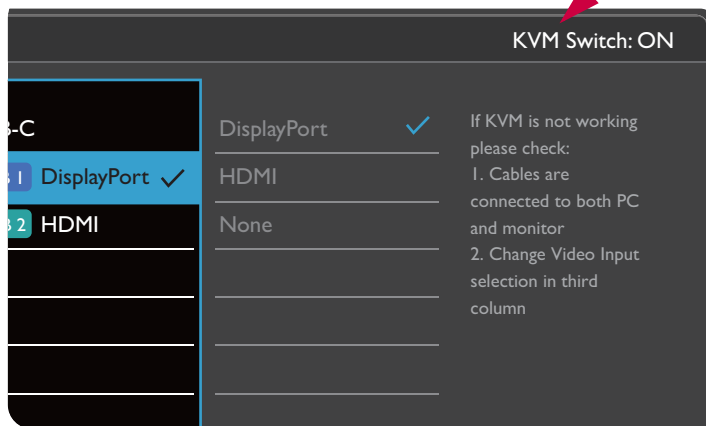 KVM Switch: ON
B-C
B 1 DisplayPort
B 2 HDMI
DisplayPort
HDMI
None
If KVM is not working
please check:
1. Cables are
connected to both PC
and monitor
2. Change Video Input
selection in third
column